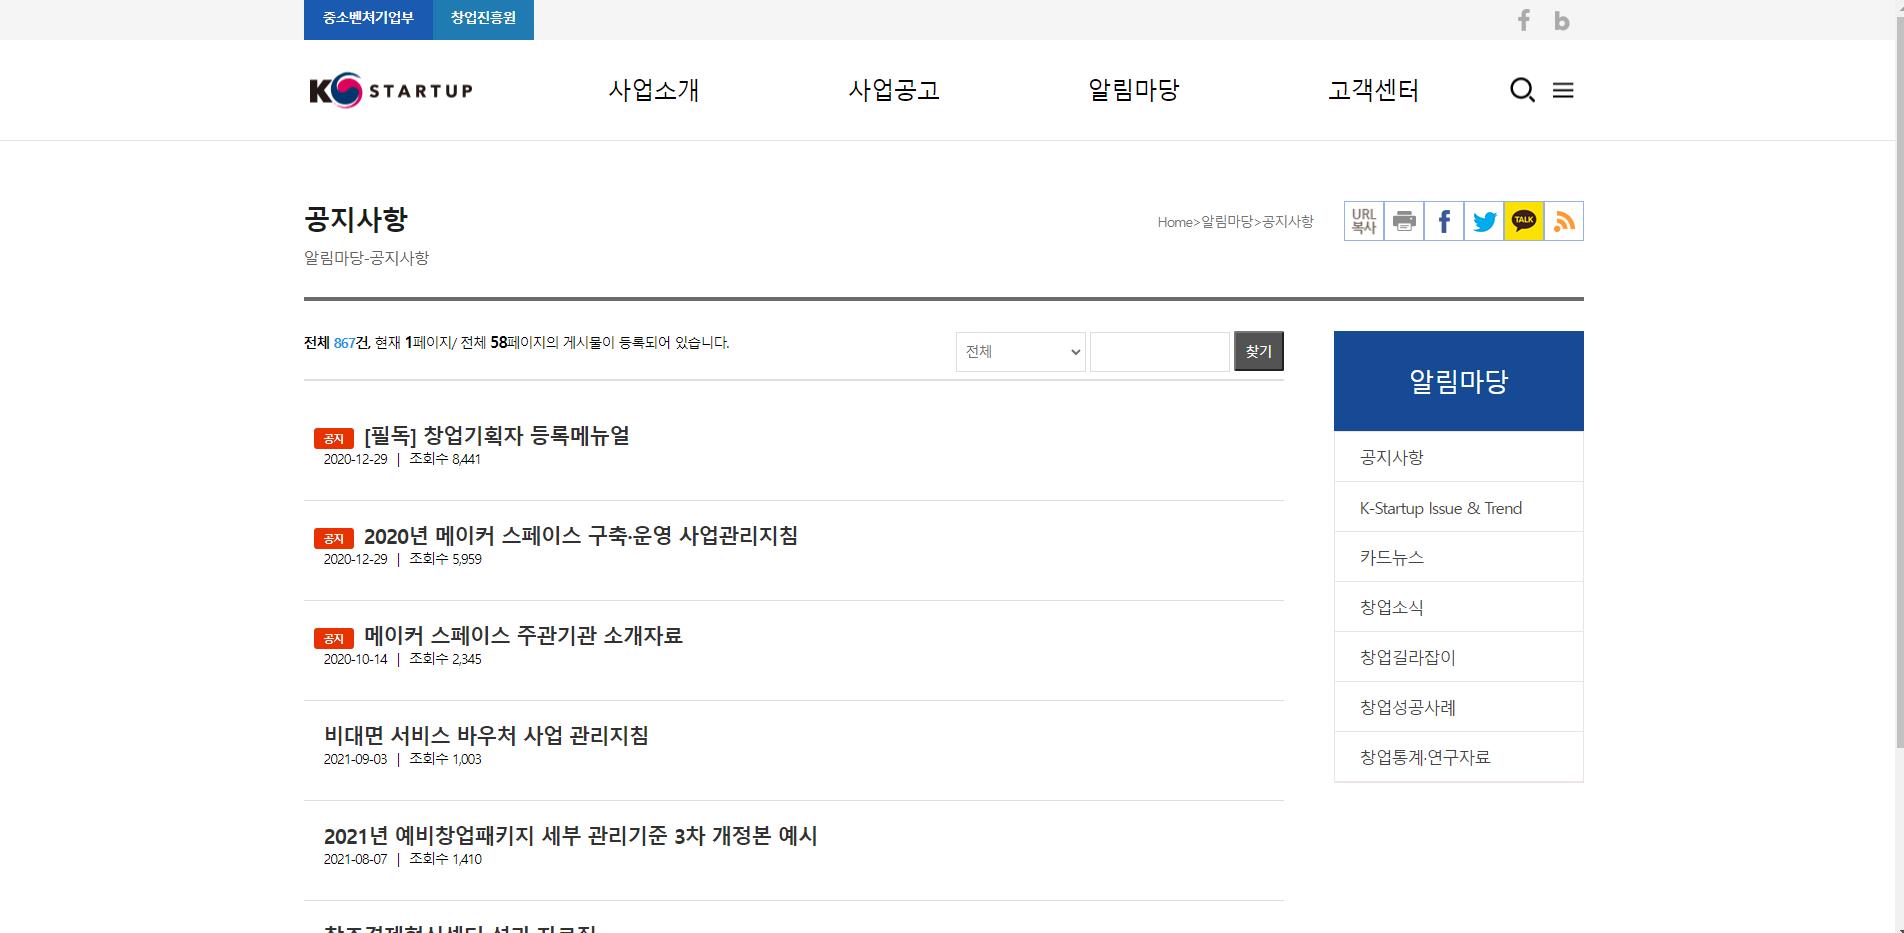 중소벤처기업부 창업진흥원
K STARTUP 사업소개 사업공고 알림마당 고객센터
공지사항
알림마당-공지사항
Home>알림마당>공지사항
URL
복사
TALK
전체 867건, 현재 1페이지/ 전체 58페이지의 게시물이 등록되어 있습니다.
전체
찾기
공지 [필독] 창업기획자 등록메뉴얼
2020-12-29 | 조회수 8,441
공지 2020년 메이커 스페이스 구축·운영 사업관리지침
2020-12-29 | 조회수 5,959
공지 메이커 스페이스 주관기관 소개자료
2020-10-14 | 조회수 2,345
비대면 서비스 바우처 사업 관리지침
2021-09-03 | 조회수 1,003
2021년 예비창업패키지 세부 관리기준 3차 개정본 예시
2021-08-07 | 조회수 1,410
알림마당
공지사항
K-Startup Issue & Trend
카드뉴스
창업소식
창업길라잡이
창업성공사례
창업통계·연구자료